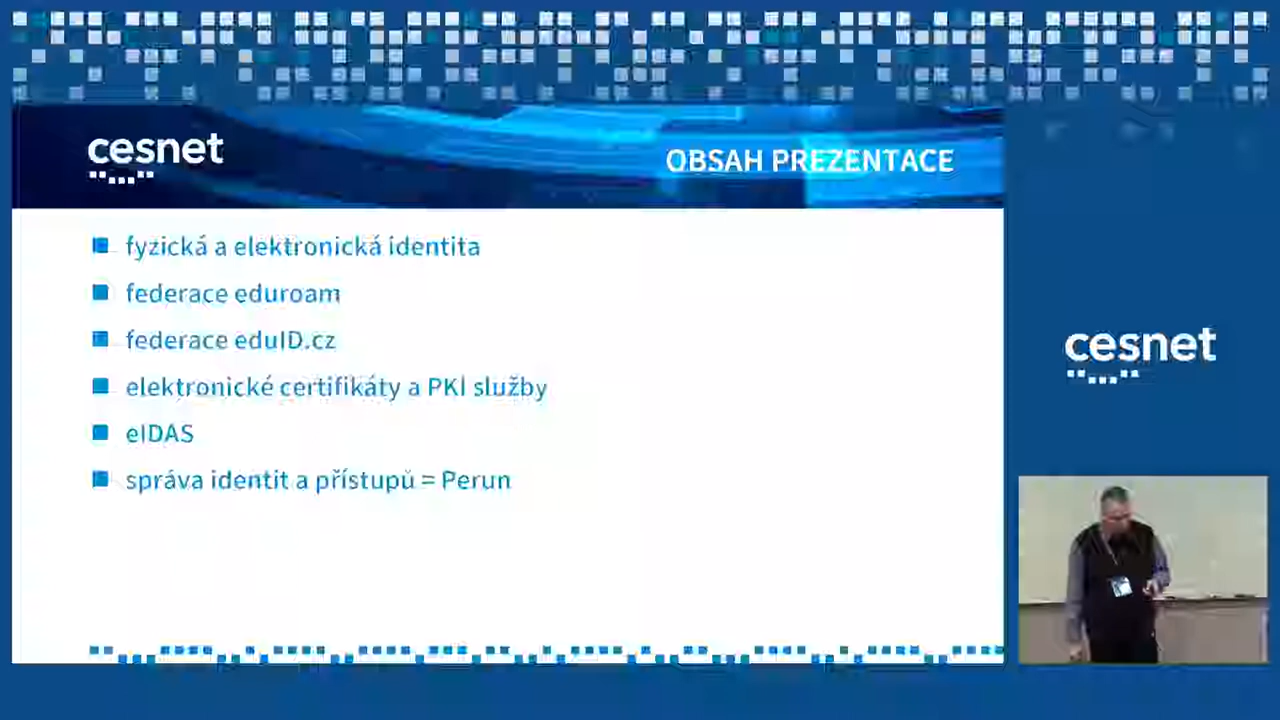 cesnet
OBSAH PREZENTACE
fyzická a elektronická identita
federace eduroam
federace eduID.cz
elektronické certifikáty a PKI služby
eIDAS
správa identit a přístupů = Perun
cesnet